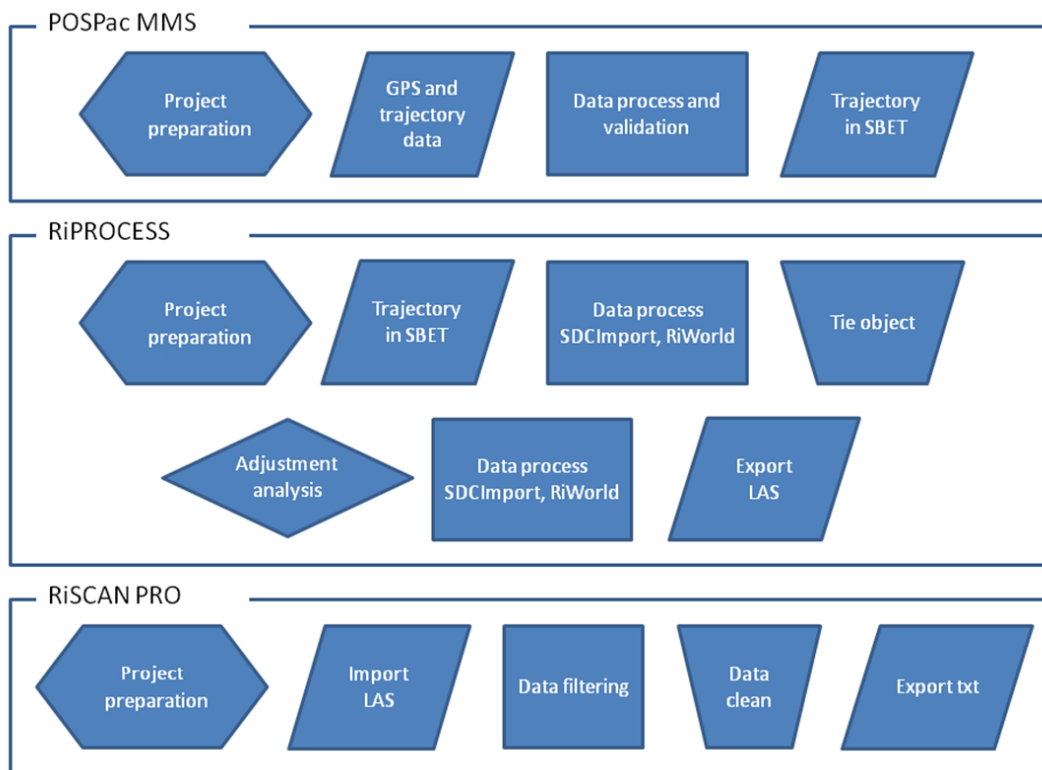 POSPac MMS
Project
preparation
GPS and
trajectory
data
Data process and
validation
Trajectory
in SBET
RiPROCESS
Project
preparation
Trajectory
in SBET
Data process
SDCImport, RiWorld
Tie object
Adjustment
analysis
Data process
SDCImport, RiWorld
Export
LAS
RiSCAN PRO
Project
preparation
Import
LAS
Data filtering
Data
clean
Export txt